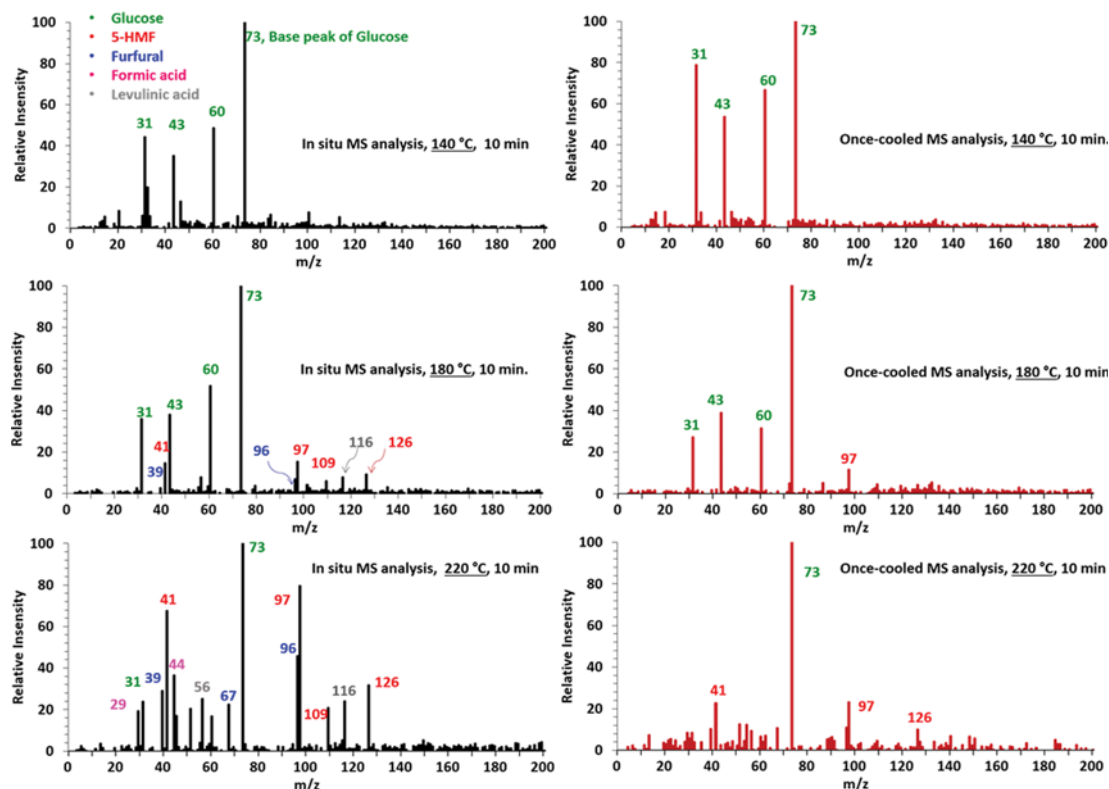 100
Glucose
5-HMF
Furfural
Formic acid
Levulinic acid
73, Base peak of Glucose
31
43
60
In situ MS analysis, 140 °C, 10 min
Relative Insensity
80
60
40
20
0
0 20 40 60 80 100 120 140 160 180 200
m/z
100
73
31
43
60
Once-cooled MS analysis, 140 °C, 10 min.
Relative Insensity
80
60
40
20
0
0 20 40 60 80 100 120 140 160 180 200
m/z
100
73
60
In situ MS analysis, 180 °C, 10 min.
31
43
41
39
96
97
109
116
126
Relative Insensity
80
60
40
20
0
0 20 40 60 80 100 120 140 160 180 200
m/z
100
73
Once-cooled MS analysis, 180 °C, 10 min
31
43
60
97
Relative Insensity
80
60
40
20
0
0 20 40 60 80 100 120 140 160 180 200
m/z
100
73
In situ MS analysis, 220 °C, 10 min
41
97
96
29
31
39
44
56
67
109
116
126
Relative Insensity
80
60
40
20
0
0 20 40 60 80 100 120 140 160 180 200
m/z
100
Once-cooled MS analysis, 220 °C, 10 min
73
41
97
126
Relative Insensity
80
60
40
20
0
0 20 40 60 80 100 120 140 160 180 200
m/z